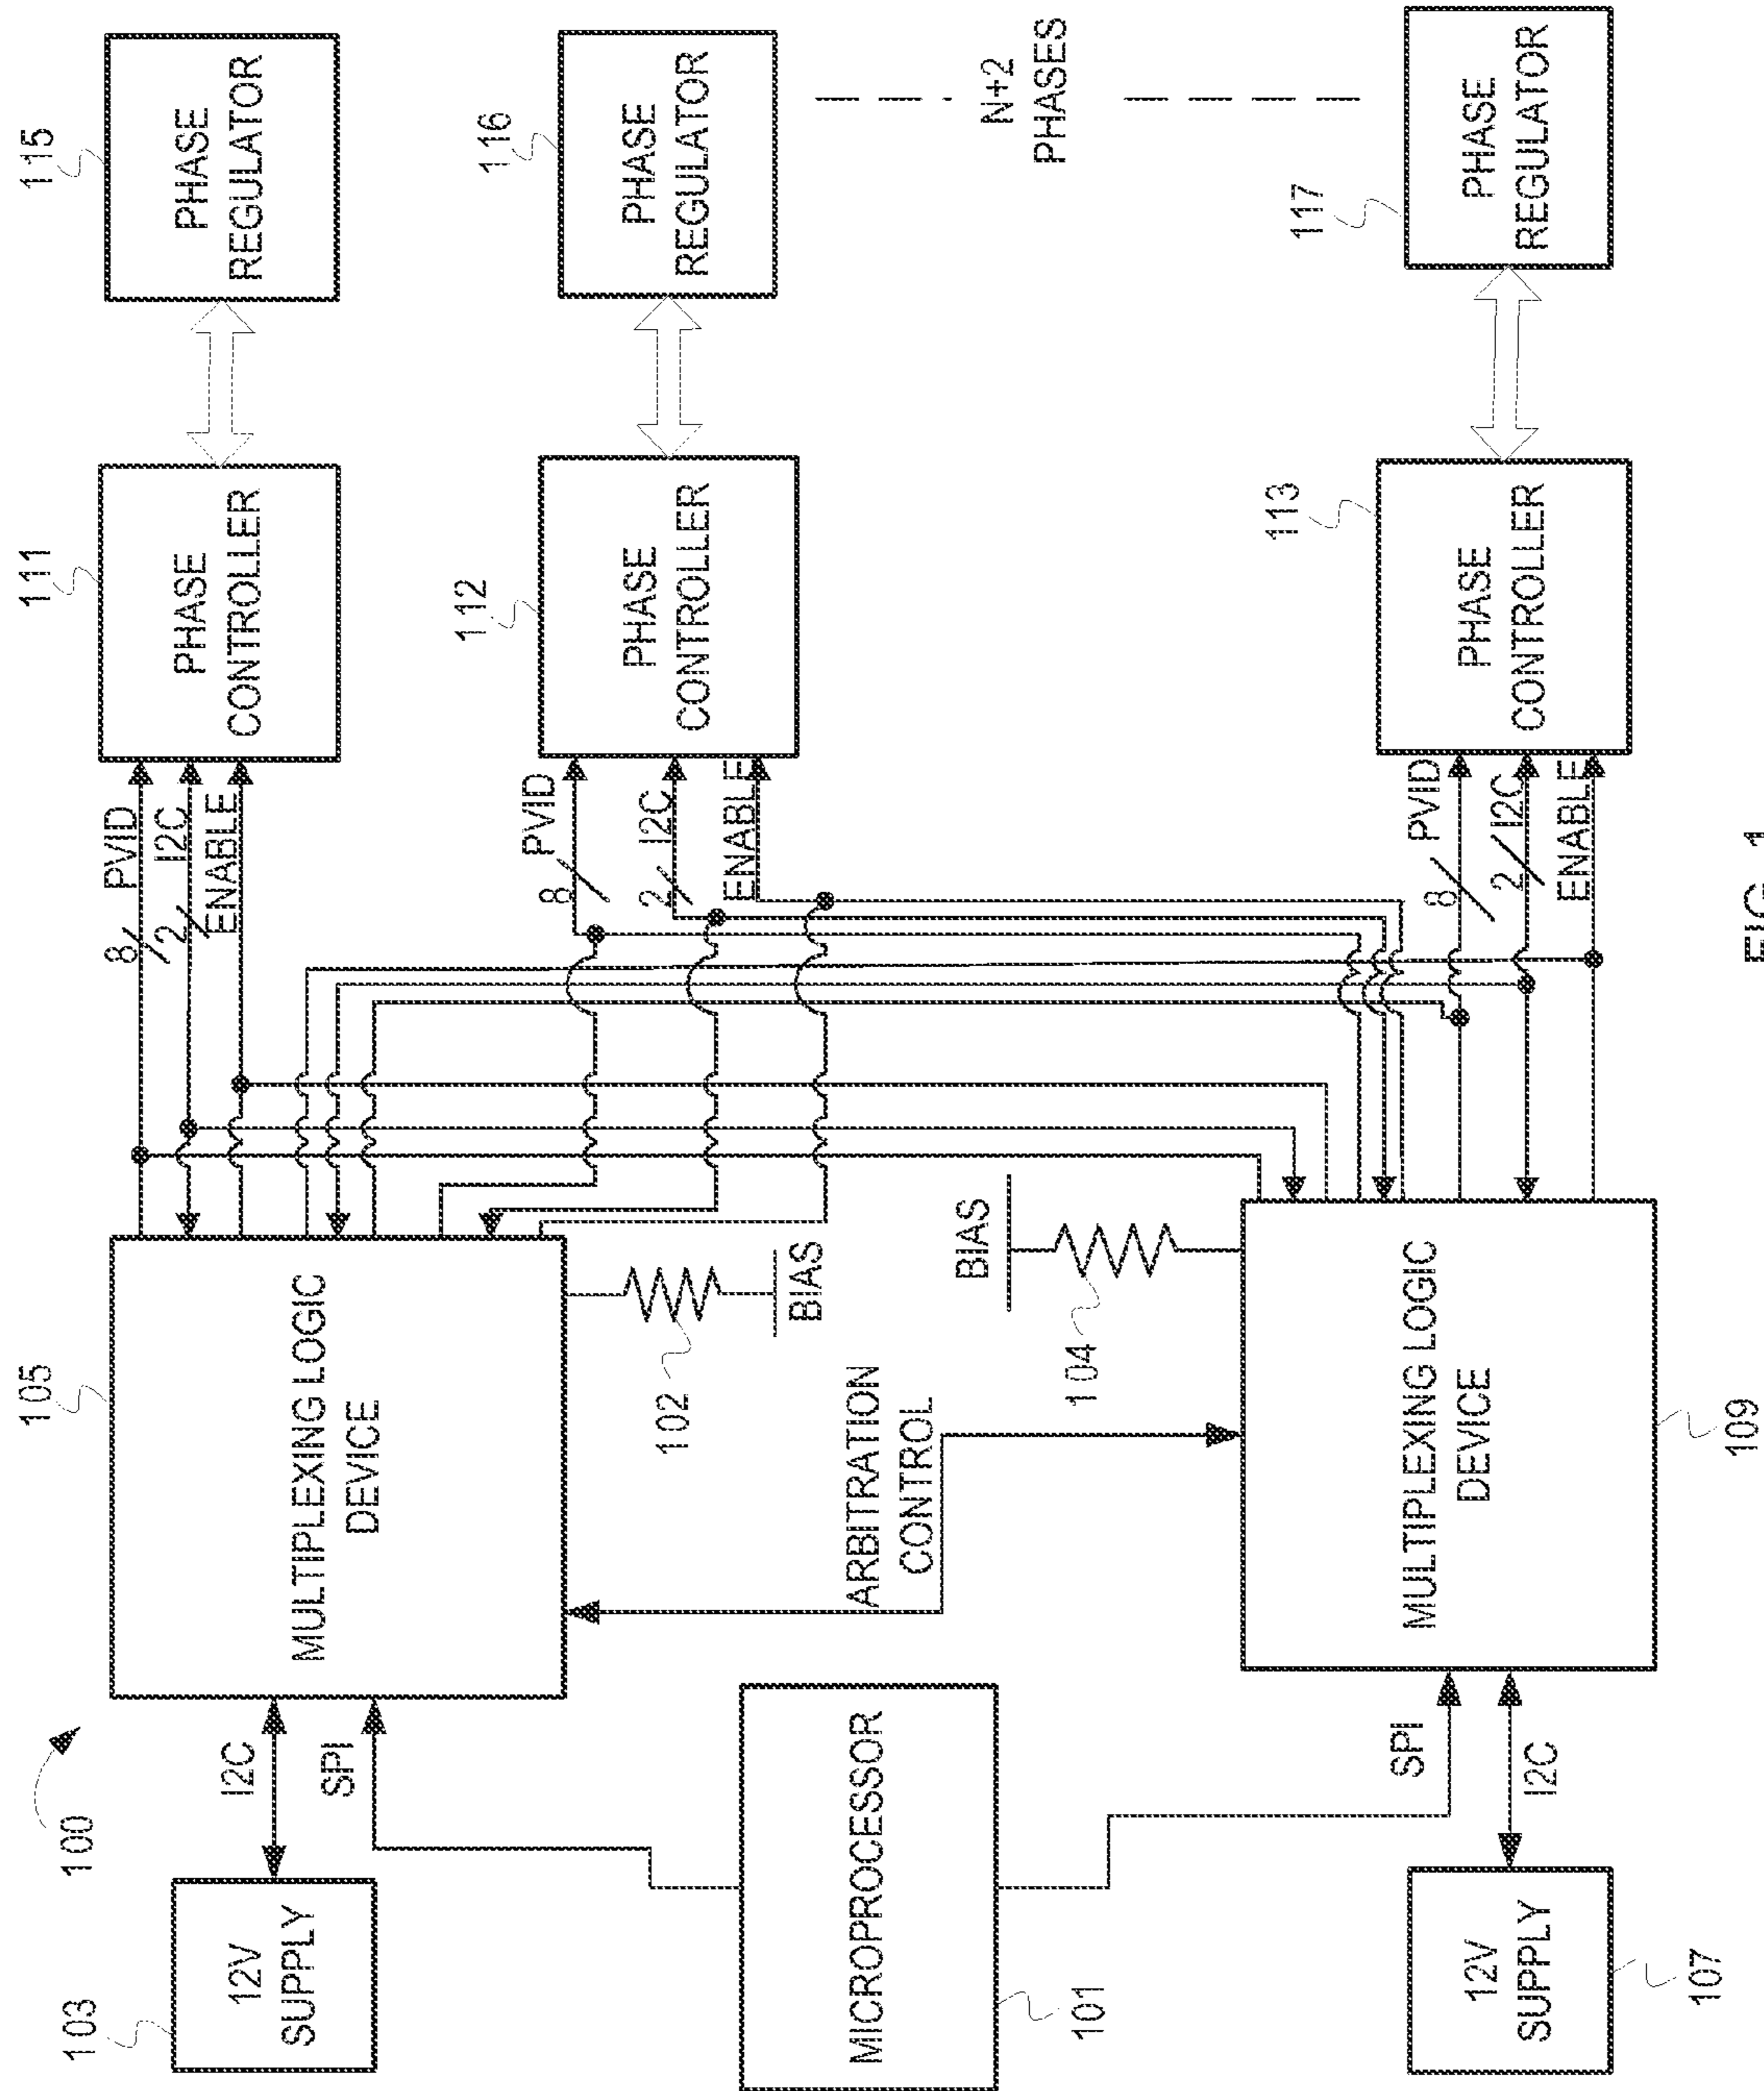 100
103
12V
SUPPLY
I2C
SPI
105
MULTIPLEXING LOGIC
DEVICE
102
BIAS
8
PVID
2
I2C
ENABLE
111
PHASE
CONTROLLER
115
PHASE
REGULATOR
MICROPROCESSOR
101
ARBITRATION
CONTROL
8
PVID
2
I2C
ENABLE
112
PHASE
CONTROLLER
116
PHASE
REGULATOR
N+2
PHASES
SPI
I2C
12V
SUPPLY
107
BIAS
104
MULTIPLEXING LOGIC
DEVICE
109
8
PVID
2
I2C
ENABLE
113
PHASE
CONTROLLER
117
PHASE
REGULATOR
FIG. 1